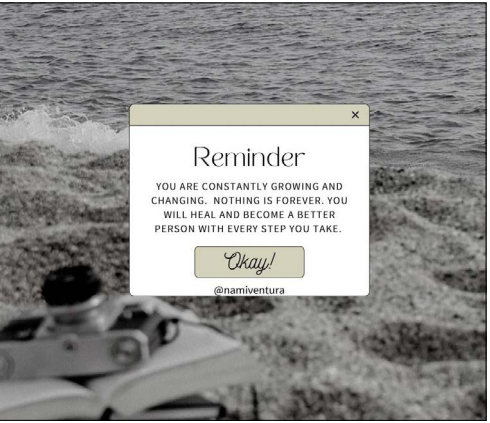 ×
Reminder
YOU ARE CONSTANTLY GROWING AND
CHANGING. NOTHING IS FOREVER. YOU
WILL HEAL AND BECOME A BETTER
PERSON WITH EVERY STEP YOU TAKE.
Okay!
@namiventura